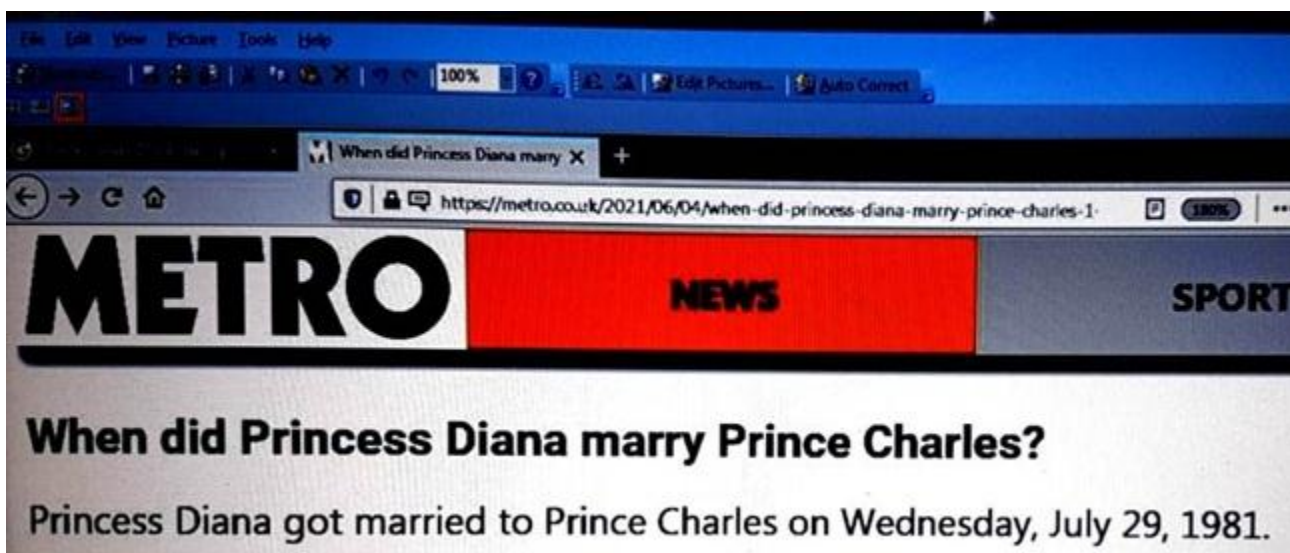 File Edit View Picture Tools Help
100% Edit Pictures... Auto Correct
When did Princess Diana marry
https://metro.co.uk/2021/06/04/when-did-princess-diana-marry-prince-charles-1-
METRO NEWS SPORT
When did Princess Diana marry Prince Charles?
Princess Diana got married to Prince Charles on Wednesday, July 29, 1981.